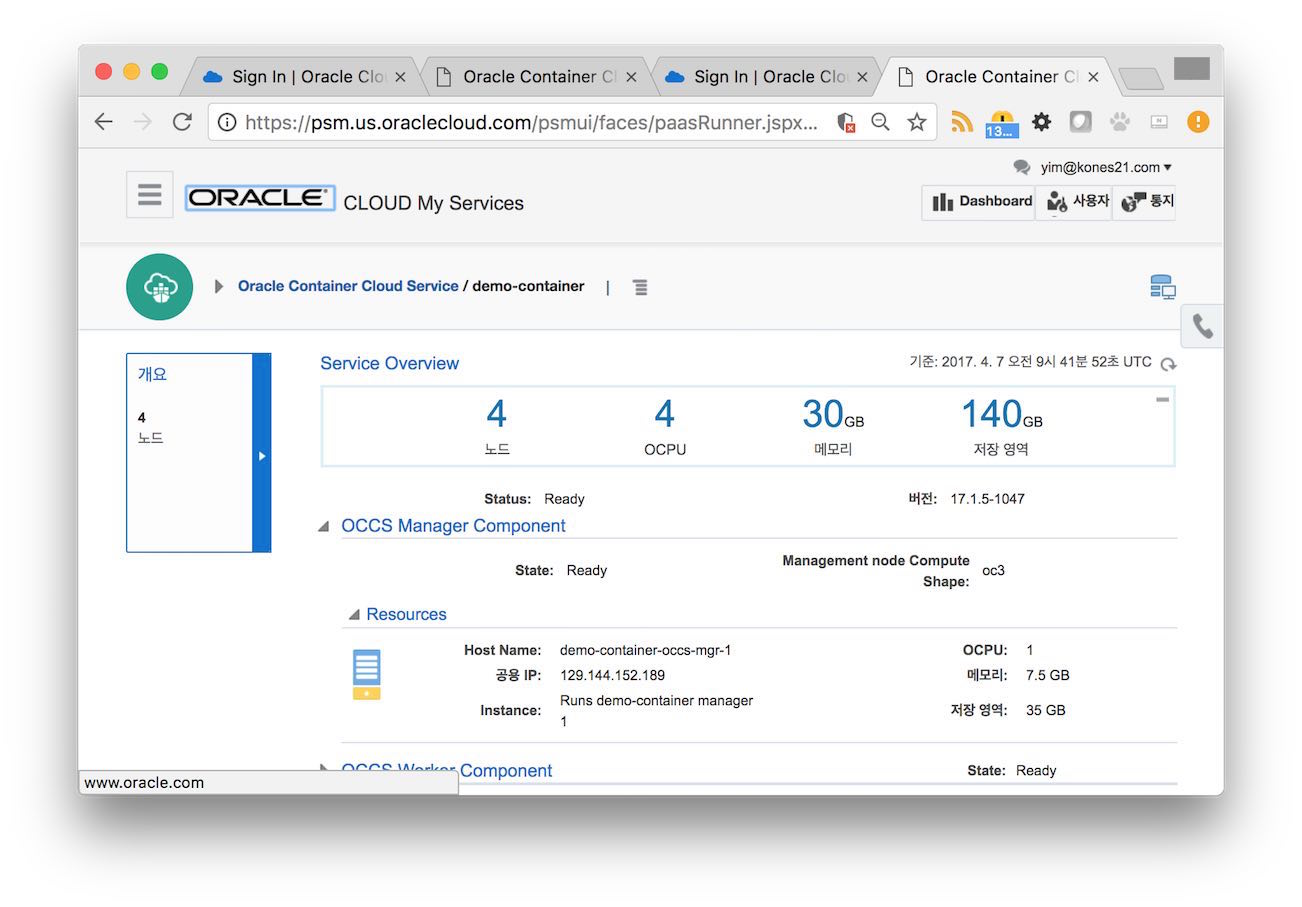 Sign In | Oracle Clo
Oracle Container Cl
Sign In | Oracle Clo
Oracle Container Cl
https://psm.us.oraclecloud.com/psmui/faces/paasRunner.jspx...
13...
yim@kones21.com
ORACLE CLOUD My Services
Dashboard
사용자
통지
Oracle Container Cloud Service / demo-container |
개요
4
노드
Service Overview
기준: 2017. 4. 7 오전 9시 41분 52초 UTC
4 4 30GB 140GB
노드 OCPU 메모리 저장 영역
Status: Ready 버전: 17.1.5-1047
OCCS Manager Component
State: Ready Management node Compute Shape: oc3
Resources
Host Name: demo-container-occs-mgr-1 OCPU: 1
공용 IP: 129.144.152.189 메모리: 7.5 GB
Instance: Runs demo-container manager 1 저장 영역: 35 GB
OCCS Worker Component State: Ready
www.oracle.com